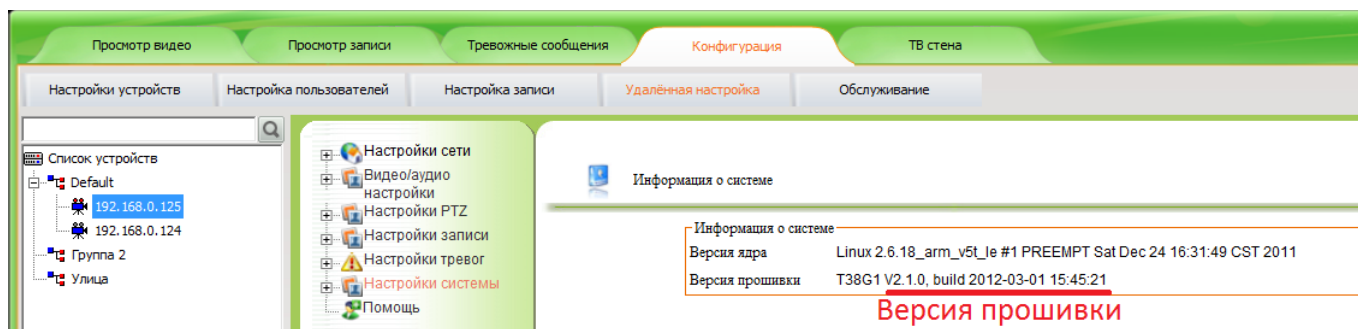 Просмотр видео Просмотр записи Тревожные сообщения Конфигурация ТВ стена
Настройки устройств Настройка пользователей Настройка записи Удалённая настройка Обслуживание
Список устройств
Default
192.168.0.125
192.168.0.124
Группа 2
Улица
Настройки сети
Видео/аудио
настройки
Настройки PTZ
Настройки записи
Настройки тревог
Настройки системы
Помощь
Информация о системе
Информация о системе
Версия ядра Linux 2.6.18_arm_v5t_le #1 PREEMPT Sat Dec 24 16:31:49 CST 2011
Версия прошивки T38G1 V2.1.0, build 2012-03-01 15:45:21
Версия прошивки